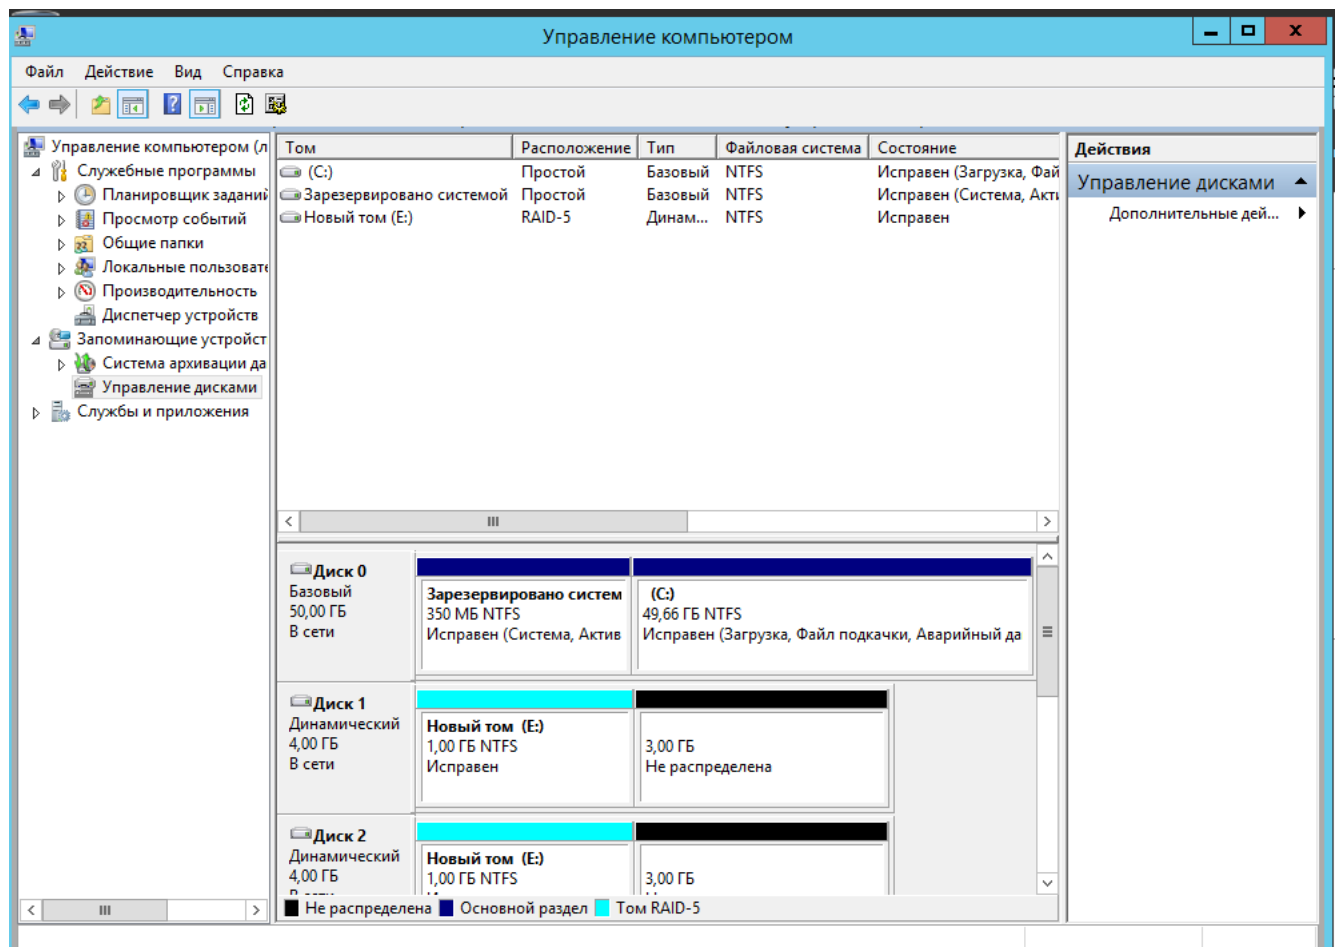 Управление компьютером
Файл Действие Вид Справка
Управление компьютером (л
Служебные программы
Планировщик заданий
Просмотр событий
Общие папки
Локальные пользовате
Производительность
Диспетчер устройств
Запоминающие устройст
Система архивации да
Управление дисками
Службы и приложения
Том Расположение Тип Файловая система Состояние
(C:) Простой Базовый NTFS Исправен (Загрузка, Фай
Зарезервировано системой Простой Базовый NTFS Исправен (Система, Акти
Новый том (E:) RAID-5 Динам... NTFS Исправен
Диск 0
Базовый
50,00 ГБ
В сети
Зарезервировано систем
350 МБ NTFS
Исправен (Система, Актив
(C:)
49,66 ГБ NTFS
Исправен (Загрузка, Файл подкачки, Аварийный да
Диск 1
Динамический
4,00 ГБ
В сети
Новый том (E:)
1,00 ГБ NTFS
Исправен
3,00 ГБ
Не распределена
Диск 2
Динамический
4,00 ГБ
Новый том (E:)
1,00 ГБ NTFS
3,00 ГБ
Не распределена Основной раздел Том RAID-5
Действия
Управление дисками
Дополнительные дей...